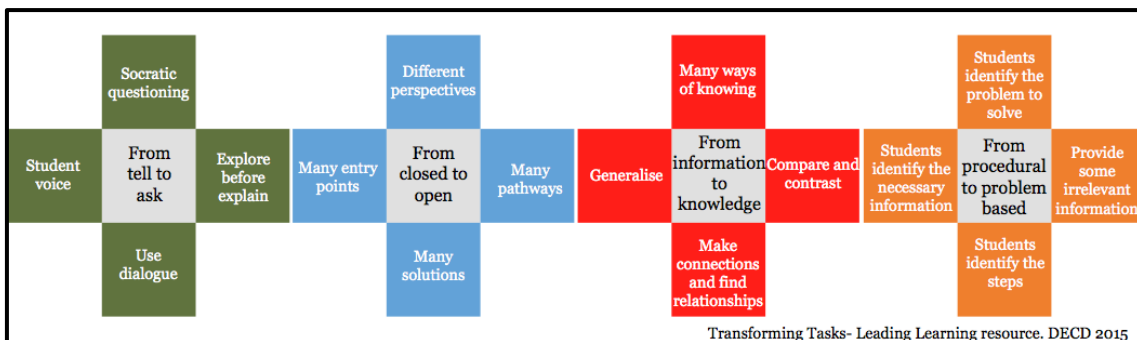 Socratic
questioning
Student
voice
From
tell to
ask
Explore
before
explain
Use
dialogue
Different
perspectives
Many entry
points
From
closed to
open
Many
pathways
Many
solutions
Many ways
of knowing
Generalise
From
information
to
knowledge
Compare and
contrast
Make
connections
and find
relationships
Students
identify the
problem to
solve
Students
identify the
necessary
information
From
procedural
to problem
based
Provide
some
irrelevant
information
Students
identify the
steps
Transforming Tasks- Leading Learning resource. DECD 2015